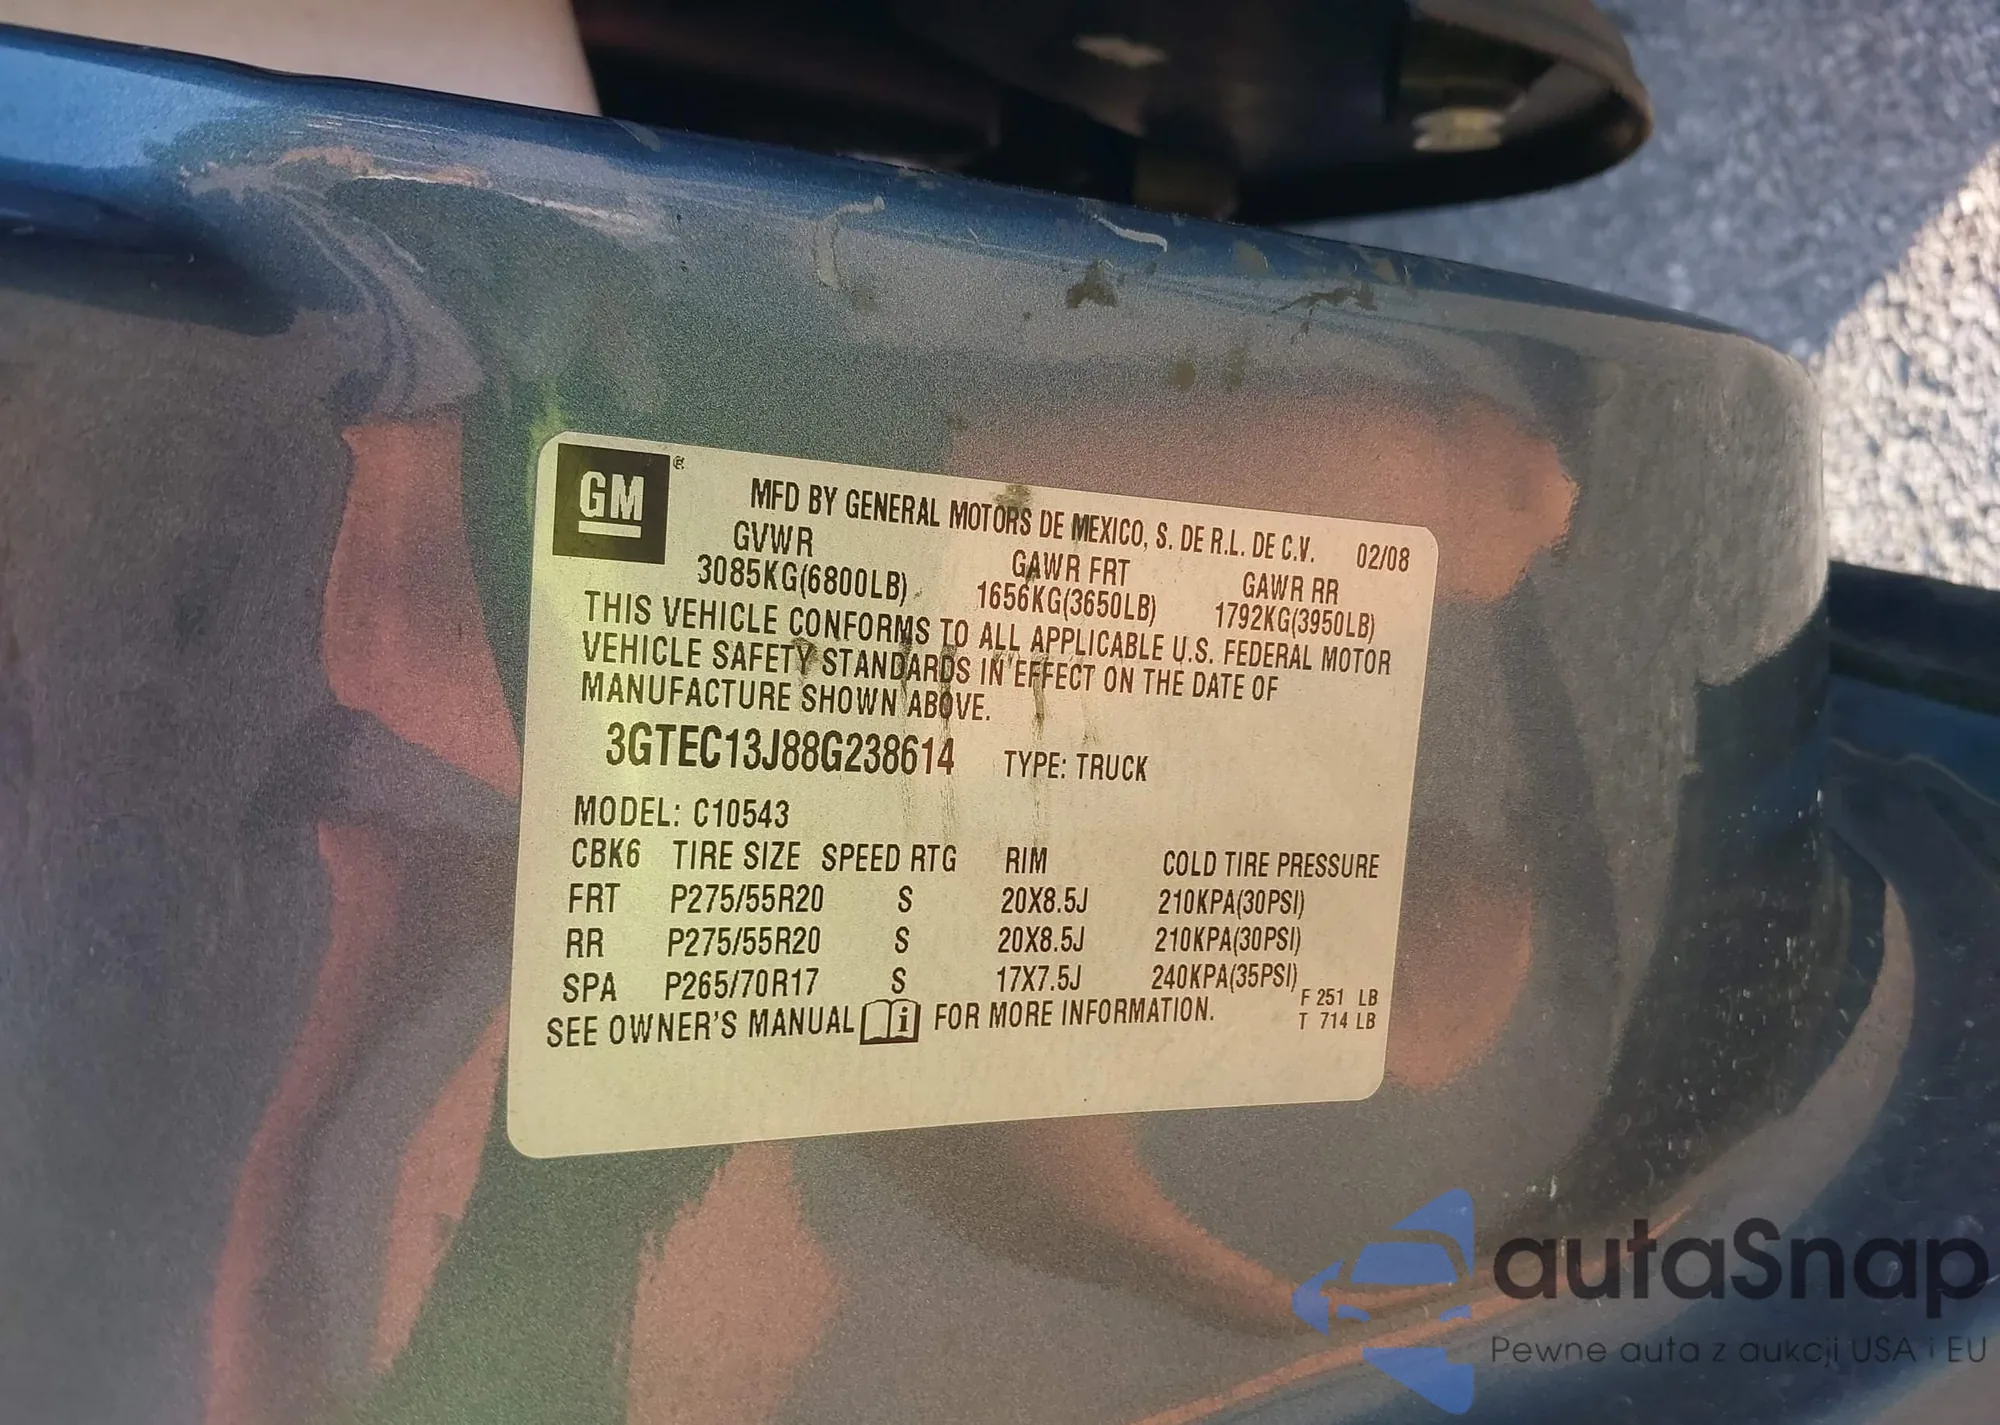 GM ®
MFD BY GENERAL MOTORS DE MEXICO, S. DE R.L. DE C.V. 02/08
GVWR GAWR FRT GAWR RR
3085KG(6800LB) 1656KG(3650LB) 1792KG(3950LB)
THIS VEHICLE CONFORMS TO ALL APPLICABLE U.S. FEDERAL MOTOR
VEHICLE SAFETY STANDARDS IN EFFECT ON THE DATE OF
MANUFACTURE SHOWN ABOVE.
3GTEC13J88G238614 TYPE: TRUCK
MODEL: C10543
CBK6 TIRE SIZE SPEED RTG RIM COLD TIRE PRESSURE
FRT P275/55R20 S 20X8.5J 210KPA(30PSI)
RR P275/55R20 S 20X8.5J 210KPA(30PSI)
SPA P265/70R17 S 17X7.5J 240KPA(35PSI)
F 251 LB
SEE OWNER'S MANUAL i FOR MORE INFORMATION. T 714 LB
autaSnap
Pewne auta z aukcji USA i EU